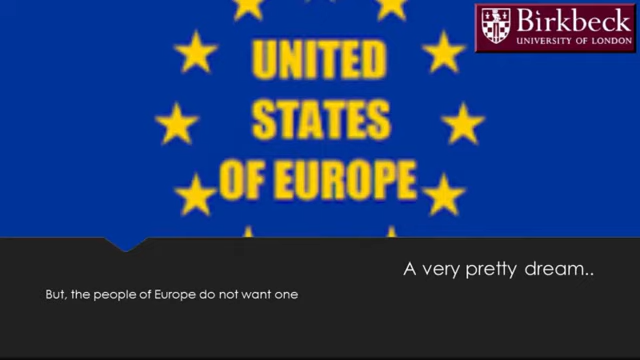 Birkbeck
UNIVERSITY OF LONDON
UNITED
STATES
OF EUROPE
A very pretty dream..
But, the people of Europe do not want one